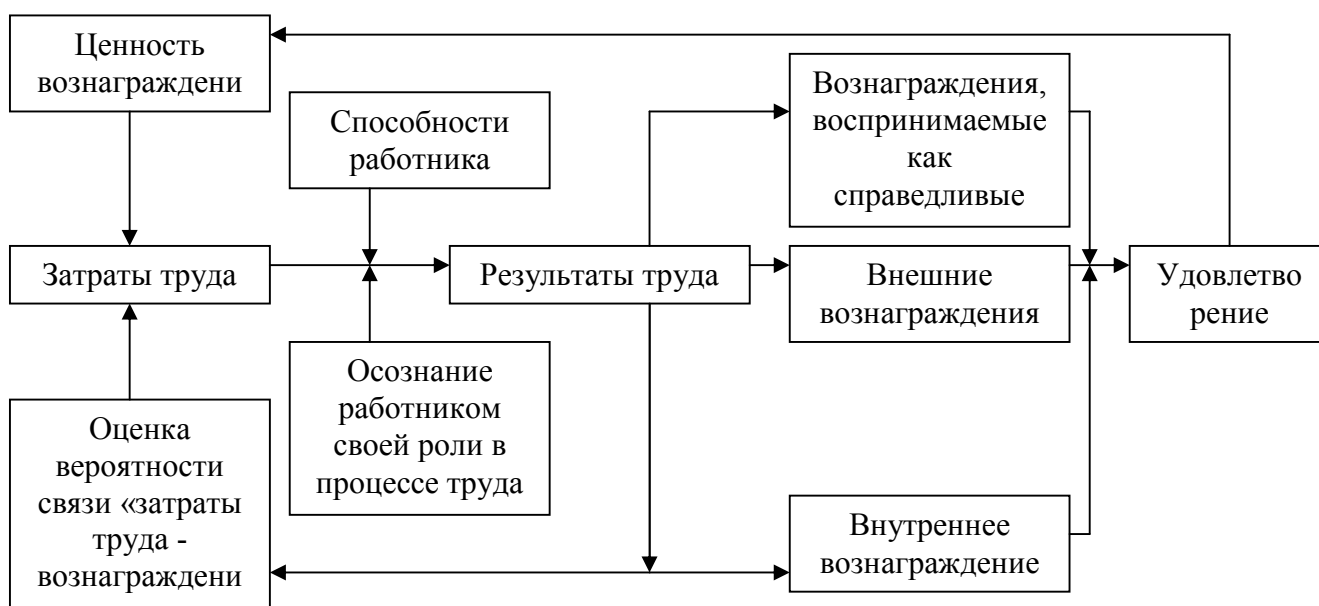 Ценность
вознаграждени
Способности
работника
Вознаграждения,
воспринимаемые
как
справедливые
Затраты труда
Результаты труда
Внешние
вознаграждения
Удовлетво
рение
Осознание
работником
своей роли в
процессе труда
Оценка
вероятности
связи «затраты
труда -
вознаграждени
Внутреннее
вознаграждение